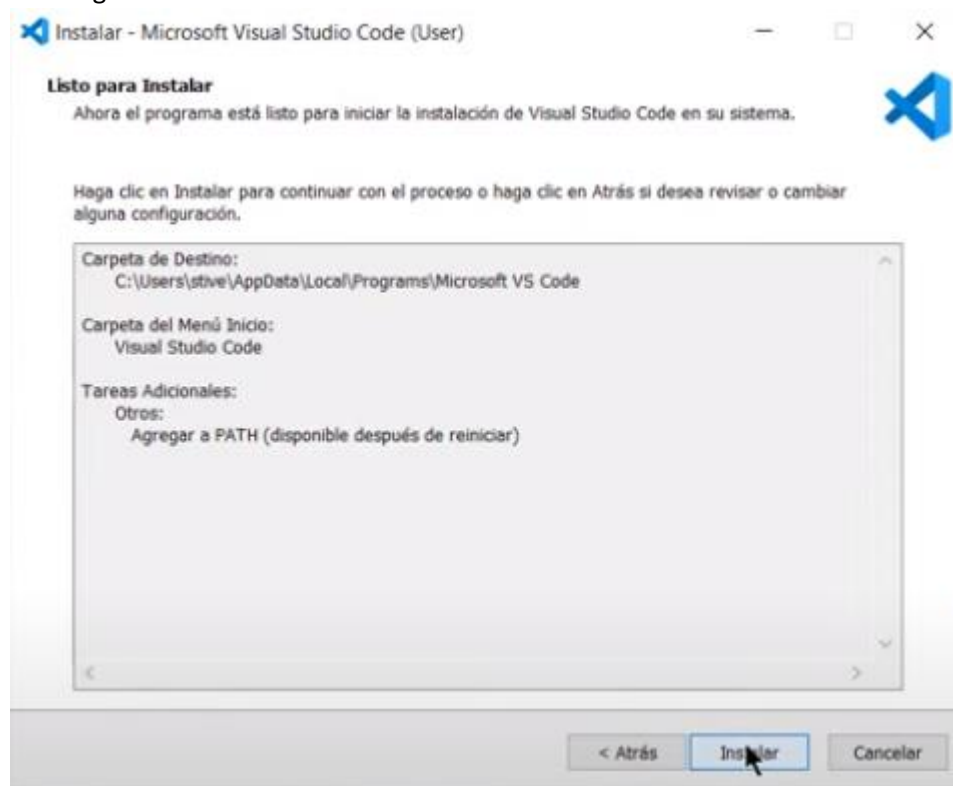 Instalar - Microsoft Visual Studio Code (User)
Listo para Instalar
Ahora el programa está listo para iniciar la instalación de Visual Studio Code en su sistema.
Haga clic en Instalar para continuar con el proceso o haga clic en Atrás si desea revisar o cambiar
alguna configuración.
Carpeta de Destino:
C:\Users\stive\AppData\Local\Programs\Microsoft VS Code
Carpeta del Menú Inicio:
Visual Studio Code
Tareas Adicionales:
Otros:
Agregar a PATH (disponible después de reiniciar)
< Atrás Instalar Cancelar